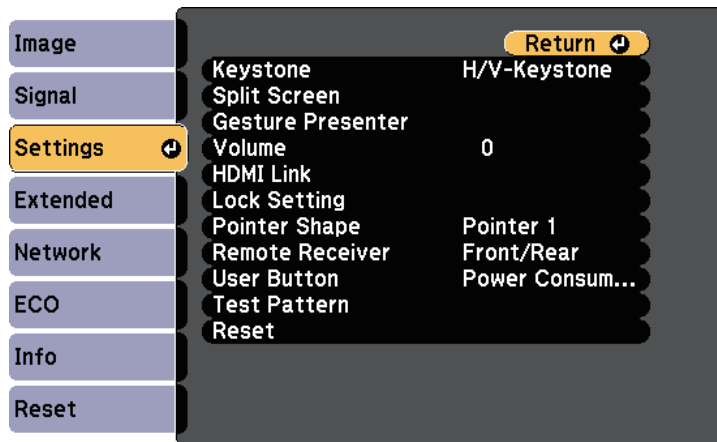 Image
Signal
Settings
Extended
Network
ECO
Info
Reset
Return
Keystone H/V-Keystone
Split Screen
Gesture Presenter
Volume 0
HDMI Link
Lock Setting
Pointer Shape Pointer 1
Remote Receiver Front/Rear
User Button Power Consum...
Test Pattern
Reset